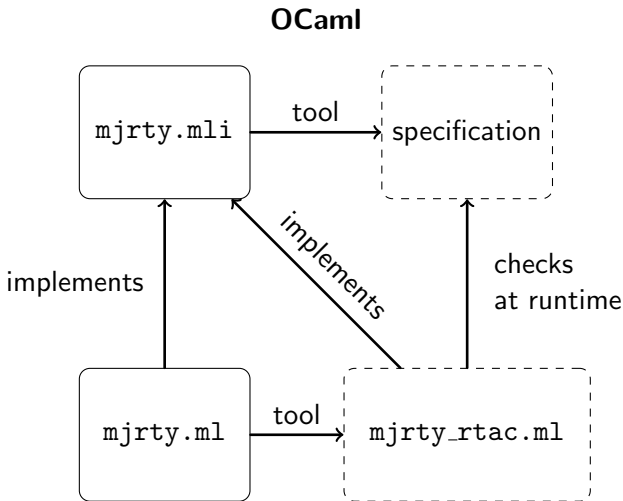 OCaml
tool
mjrty.mli
specification
implements
implements
checks
at runtime
tool
mjrty.ml
mjrty_rtac.ml